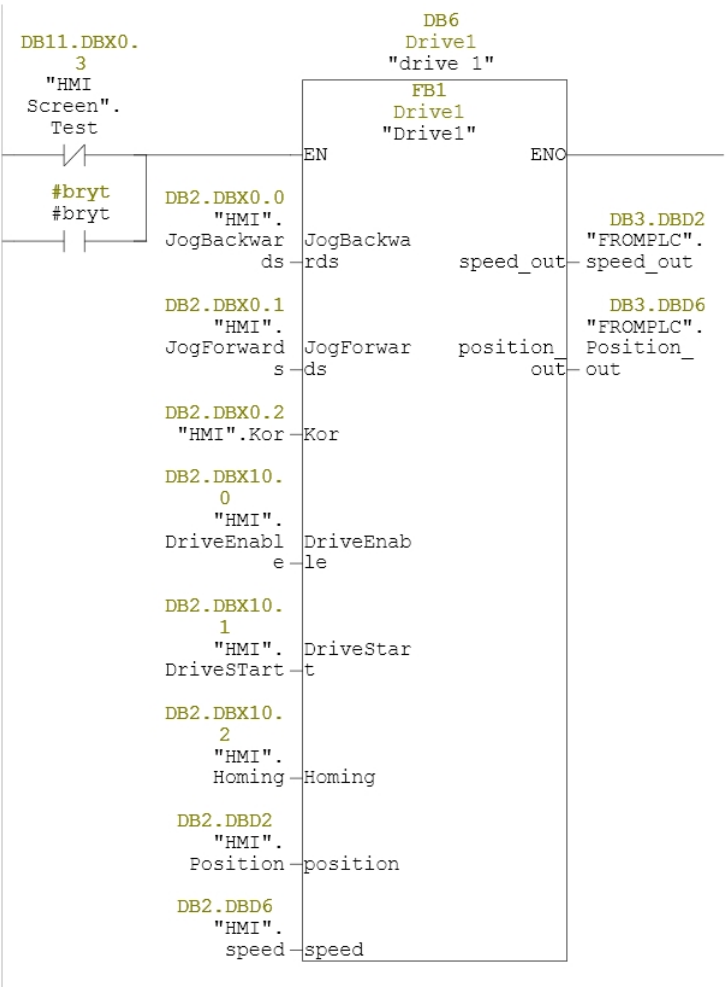 DB6
Drive1
"drive 1"
DB11.DBX0.
3
"HMI
Screen".
Test
FB1
Drive1
"Drive1"
EN
ENO
#bryt
#bryt
DB2.DBX0.0
"HMI".
JogBackwar
ds
JogBackwa
rds
speed_out
DB3.DBD2
"FROMPLC".
speed_out
DB2.DBX0.1
"HMI".
JogForward
s
JogForwar
ds
position_
out
DB3.DBD6
"FROMPLC".
Position_
out
DB2.DBX0.2
"HMI".Kor
Kor
DB2.DBX10.
0
"HMI".
DriveEnabl
e
DriveEnab
le
DB2.DBX10.
1
"HMI".
DriveSTart
DriveStar
t
DB2.DBX10.
2
"HMI".
Homing
Homing
DB2.DBD2
"HMI".
Position
position
DB2.DBD6
"HMI".
speed
speed